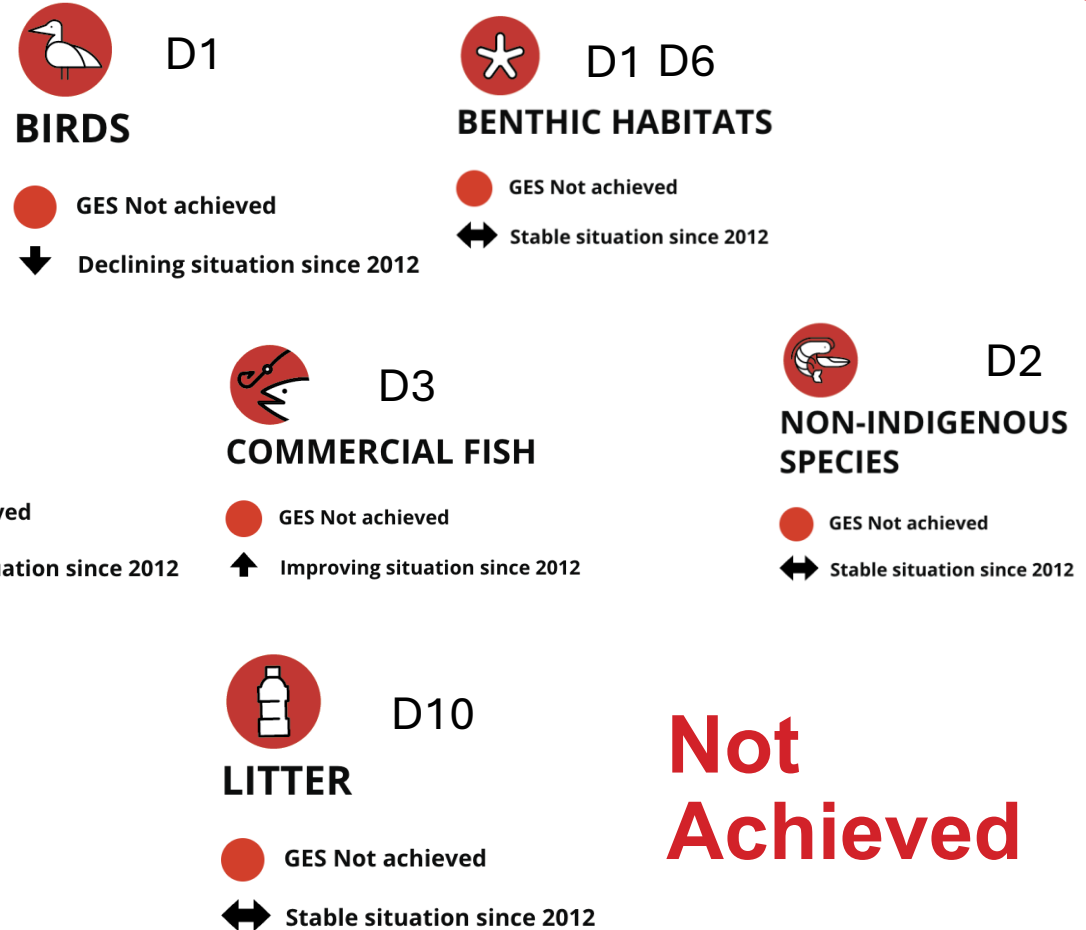 D1
BIRDS
GES Not achieved
Declining situation since 2012
D1 D6
BENTHIC HABITATS
GES Not achieved
Stable situation since 2012
D3
COMMERCIAL FISH
GES Not achieved
Improving situation since 2012
D2
NON-INDIGENOUS
SPECIES
GES Not achieved
Stable situation since 2012
since 2012
D10
LITTER
GES Not achieved
Stable situation since 2012
Not
Achieved